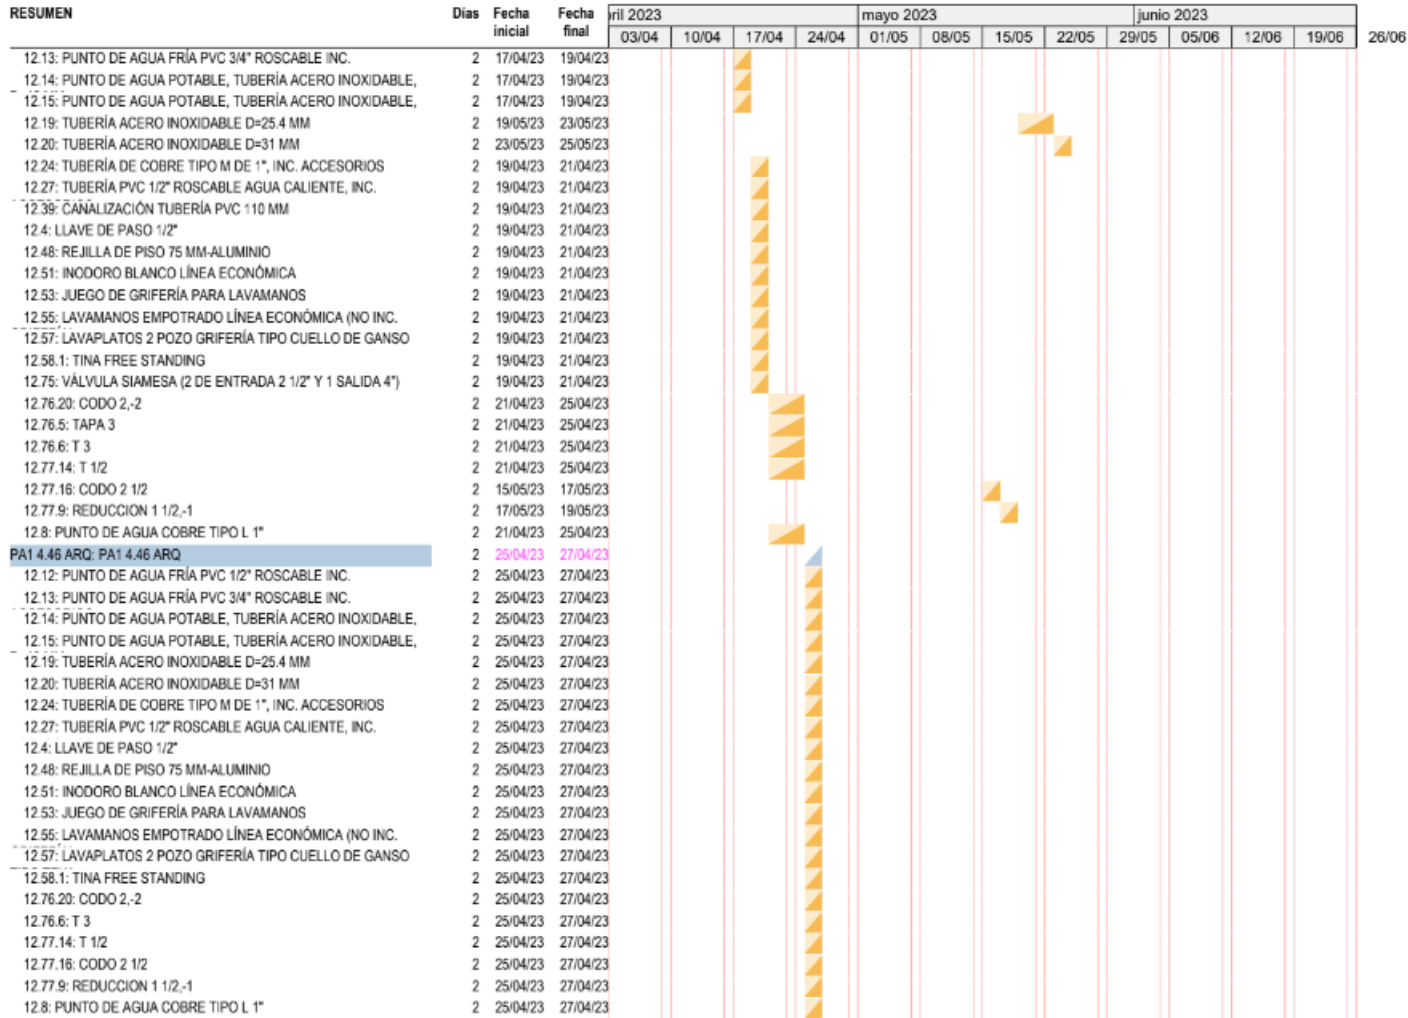 RESUMEN Días Fecha inicial Fecha final ril 2023 mayo 2023 junio 2023
03/04 10/04 17/04 24/04 01/05 08/05 15/05 22/05 29/05 05/06 12/06 19/06 26/06
12.13: PUNTO DE AGUA FRÍA PVC 3/4" ROSCABLE INC. 2 17/04/23 19/04/23
12.14: PUNTO DE AGUA POTABLE, TUBERÍA ACERO INOXIDABLE, 2 17/04/23 19/04/23
12.15: PUNTO DE AGUA POTABLE, TUBERÍA ACERO INOXIDABLE, 2 17/04/23 19/04/23
12.19: TUBERÍA ACERO INOXIDABLE D=25.4 MM 2 19/05/23 23/05/23
12.20: TUBERÍA ACERO INOXIDABLE D=31 MM 2 23/05/23 25/05/23
12.24: TUBERÍA DE COBRE TIPO M DE 1", INC. ACCESORIOS 2 19/04/23 21/04/23
12.27: TUBERÍA PVC 1/2" ROSCABLE AGUA CALIENTE, INC. 2 19/04/23 21/04/23
12.39: CANALIZACIÓN TUBERÍA PVC 110 MM 2 19/04/23 21/04/23
12.4: LLAVE DE PASO 1/2" 2 19/04/23 21/04/23
12.48: REJILLA DE PISO 75 MM-ALUMINIO 2 19/04/23 21/04/23
12.51: INODORO BLANCO LÍNEA ECONÓMICA 2 19/04/23 21/04/23
12.53: JUEGO DE GRIFERÍA PARA LAVAMANOS 2 19/04/23 21/04/23
12.55: LAVAMANOS EMPOTRADO LÍNEA ECONÓMICA (NO INC. 2 19/04/23 21/04/23
12.57: LAVAPLATOS 2 POZO GRIFERÍA TIPO CUELLO DE GANSO 2 19/04/23 21/04/23
12.58.1: TINA FREE STANDING 2 19/04/23 21/04/23
12.75: VÁLVULA SIAMESA (2 DE ENTRADA 2 1/2" Y 1 SALIDA 4") 2 19/04/23 21/04/23
12.76.20: CODO 2,-2 2 21/04/23 25/04/23
12.76.5: TAPA 3 2 21/04/23 25/04/23
12.76.6: T 3 2 21/04/23 25/04/23
12.77.14: T 1/2 2 21/04/23 25/04/23
12.77.16: CODO 2 1/2 2 15/05/23 17/05/23
12.77.9: REDUCCION 1 1/2,-1 2 17/05/23 19/05/23
12.8: PUNTO DE AGUA COBRE TIPO L 1" 2 21/04/23 25/04/23
PA1 4.46 ARQ: PA1 4.46 ARQ 2 25/04/23 27/04/23
12.12: PUNTO DE AGUA FRÍA PVC 1/2" ROSCABLE INC. 2 25/04/23 27/04/23
12.13: PUNTO DE AGUA FRÍA PVC 3/4" ROSCABLE INC. 2 25/04/23 27/04/23
12.14: PUNTO DE AGUA POTABLE, TUBERÍA ACERO INOXIDABLE, 2 25/04/23 27/04/23
12.15: PUNTO DE AGUA POTABLE, TUBERÍA ACERO INOXIDABLE, 2 25/04/23 27/04/23
12.19: TUBERÍA ACERO INOXIDABLE D=25.4 MM 2 25/04/23 27/04/23
12.20: TUBERÍA ACERO INOXIDABLE D=31 MM 2 25/04/23 27/04/23
12.24: TUBERÍA DE COBRE TIPO M DE 1", INC. ACCESORIOS 2 25/04/23 27/04/23
12.27: TUBERÍA PVC 1/2" ROSCABLE AGUA CALIENTE, INC. 2 25/04/23 27/04/23
12.4: LLAVE DE PASO 1/2" 2 25/04/23 27/04/23
12.48: REJILLA DE PISO 75 MM-ALUMINIO 2 25/04/23 27/04/23
12.51: INODORO BLANCO LÍNEA ECONÓMICA 2 25/04/23 27/04/23
12.53: JUEGO DE GRIFERÍA PARA LAVAMANOS 2 25/04/23 27/04/23
12.55: LAVAMANOS EMPOTRADO LÍNEA ECONÓMICA (NO INC. 2 25/04/23 27/04/23
12.57: LAVAPLATOS 2 POZO GRIFERÍA TIPO CUELLO DE GANSO 2 25/04/23 27/04/23
12.58.1: TINA FREE STANDING 2 25/04/23 27/04/23
12.76.20: CODO 2,-2 2 25/04/23 27/04/23
12.76.6: T 3 2 25/04/23 27/04/23
12.77.14: T 1/2 2 25/04/23 27/04/23
12.77.16: CODO 2 1/2 2 25/04/23 27/04/23
12.77.9: REDUCCION 1 1/2,-1 2 25/04/23 27/04/23
12.8: PUNTO DE AGUA COBRE TIPO L 1" 2 25/04/23 27/04/23